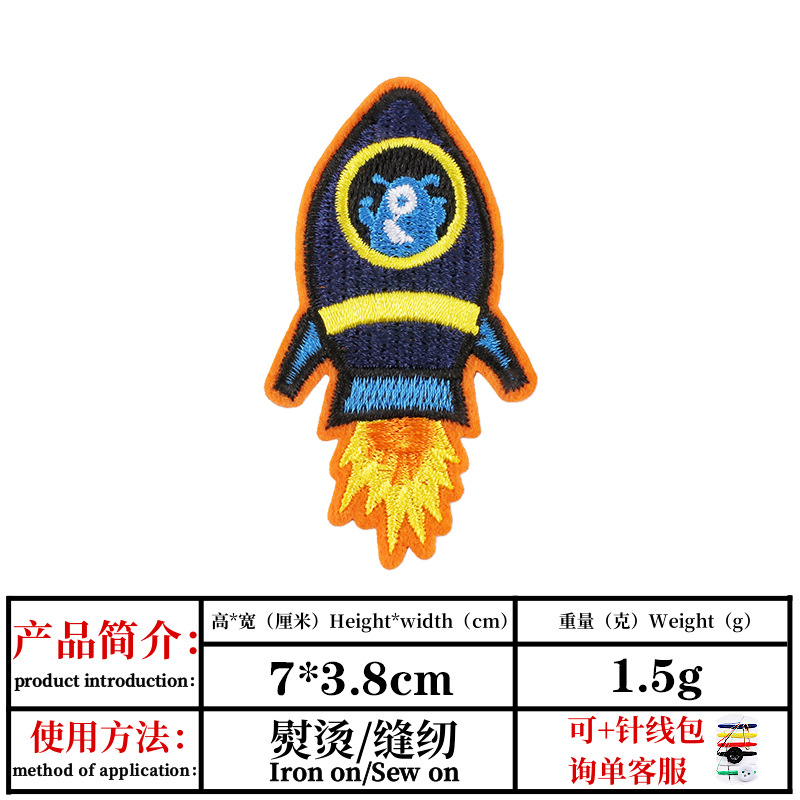 产品简介：
product introduction:
高*宽（厘米）Height*width（cm）
重量（克）Weight（g）
7*3.8cm
1.5g
使用方法：
method of application:
熨烫/缝纫
Iron on/Sew on
可+针线包
询单客服